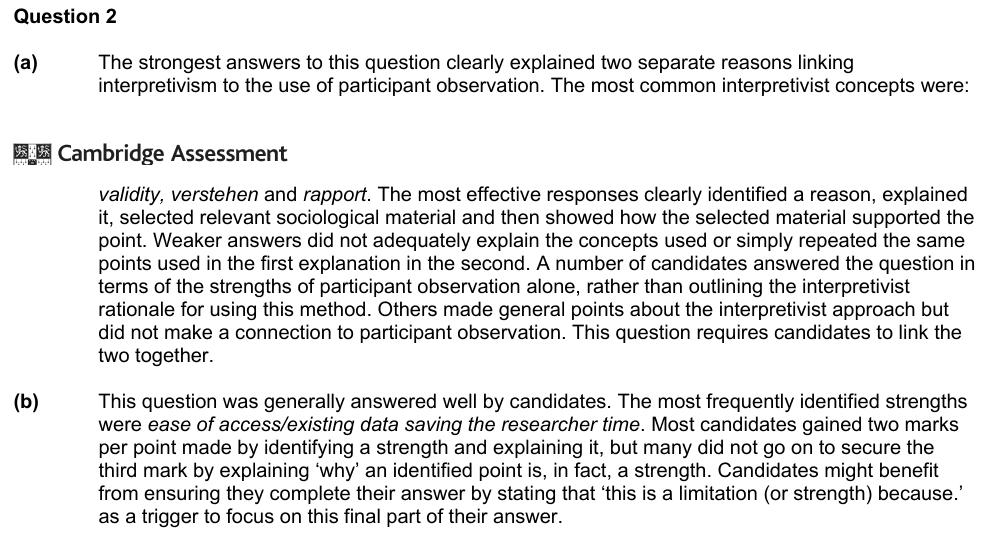 Question 2
(a) The strongest answers to this question clearly explained two separate reasons linking
interpretivism to the use of participant observation. The most common interpretivist concepts were:
Cambridge Assessment
validity, verstehen and rapport. The most effective responses clearly identified a reason, explained
it, selected relevant sociological material and then showed how the selected material supported the
point. Weaker answers did not adequately explain the concepts used or simply repeated the same
points used in the first explanation in the second. A number of candidates answered the question in
terms of the strengths of participant observation alone, rather than outlining the interpretivist
rationale for using this method. Others made general points about the interpretivist approach but
did not make a connection to participant observation. This question requires candidates to link the
two together.
(b) This question was generally answered well by candidates. The most frequently identified strengths
were ease of access/existing data saving the researcher time. Most candidates gained two marks
per point made by identifying a strength and explaining it, but many did not go on to secure the
third mark by explaining ‘why’ an identified point is, in fact, a strength. Candidates might benefit
from ensuring they complete their answer by stating that ‘this is a limitation (or strength) because.’
as a trigger to focus on this final part of their answer.